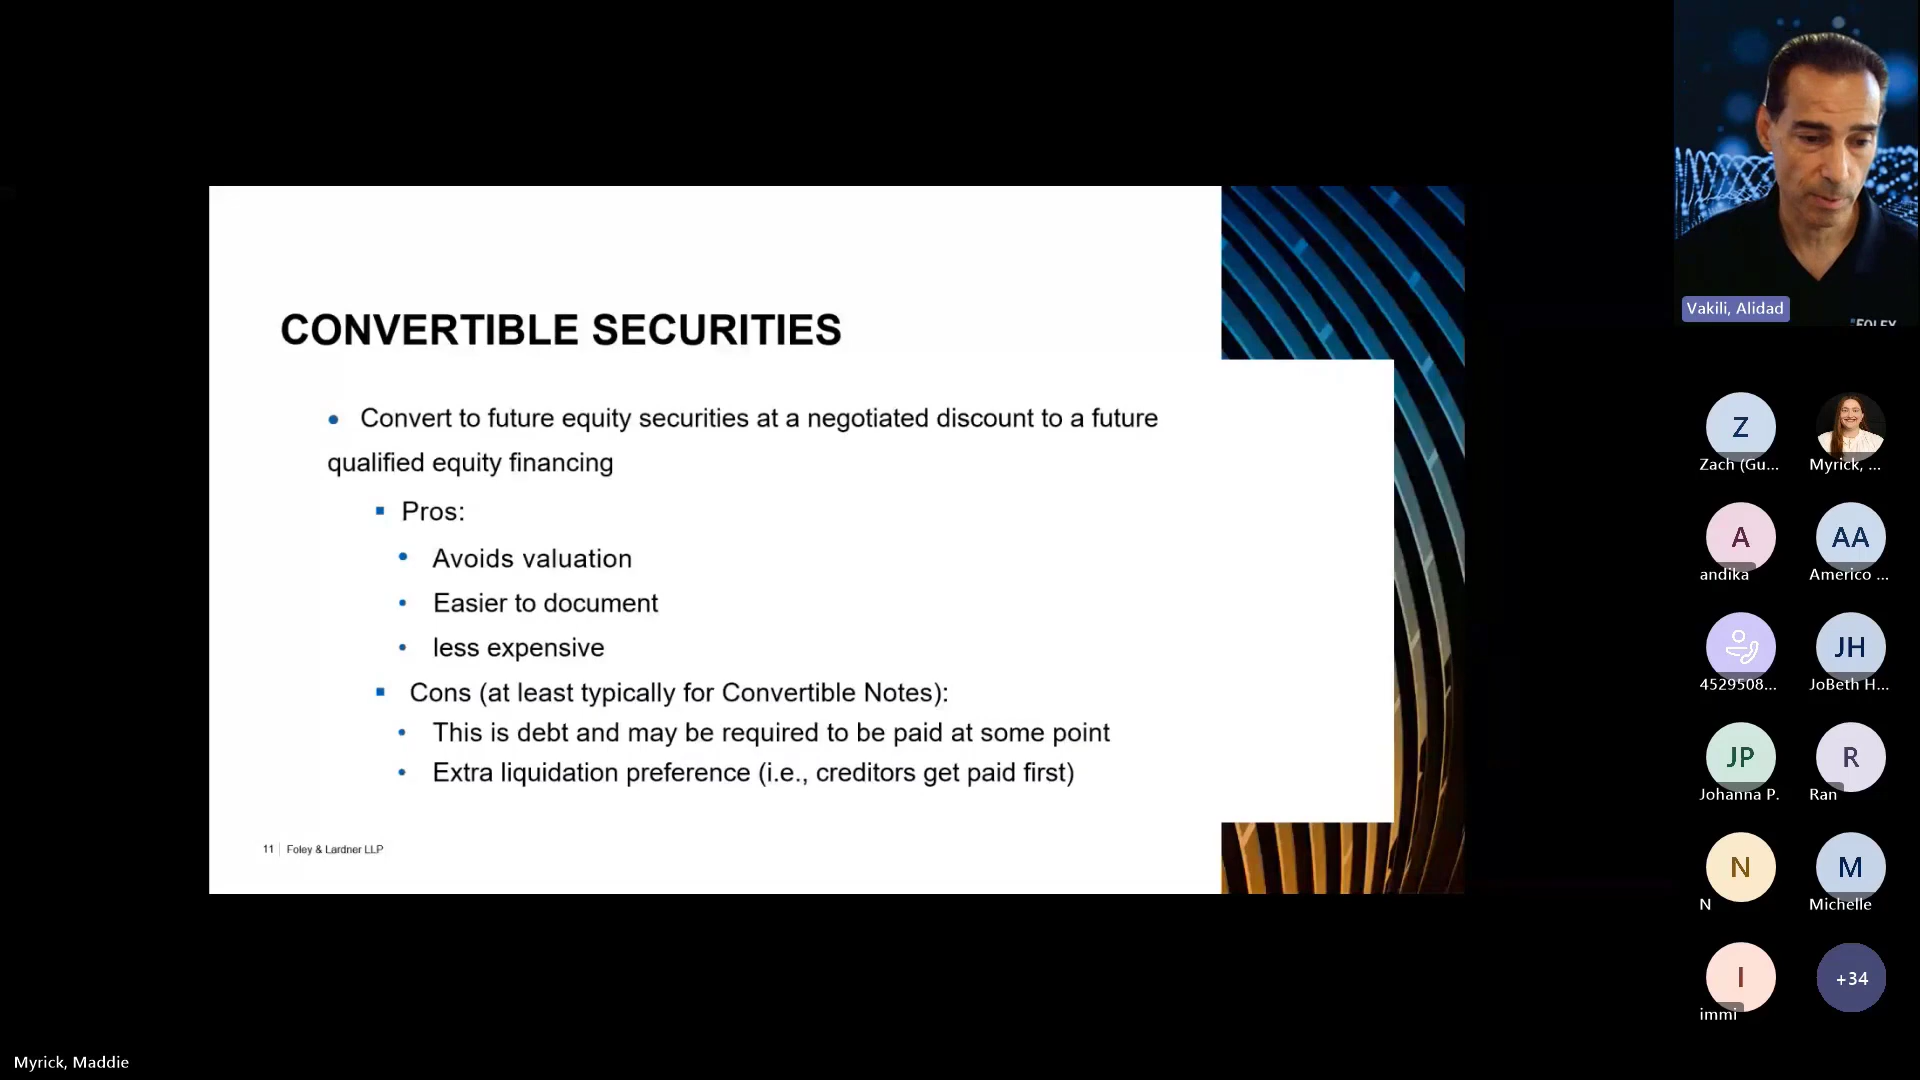 CONVERTIBLE SECURITIES
• Convert to future equity securities at a negotiated discount to a future
qualified equity financing
▪ Pros:
• Avoids valuation
• Easier to document
• less expensive
▪ Cons (at least typically for Convertible Notes):
• This is debt and may be required to be paid at some point
• Extra liquidation preference (i.e., creditors get paid first)
11 | Foley & Lardner LLP
Vakili, Alidad
FOLEY
Z
Zach (Gu...
Myrick, ...
A
andika
AA
Americo ...
4529508...
JH
JoBeth H...
JP
Johanna P.
R
Ran
N
N
M
Michelle
I
immi
+34
Myrick, Maddie